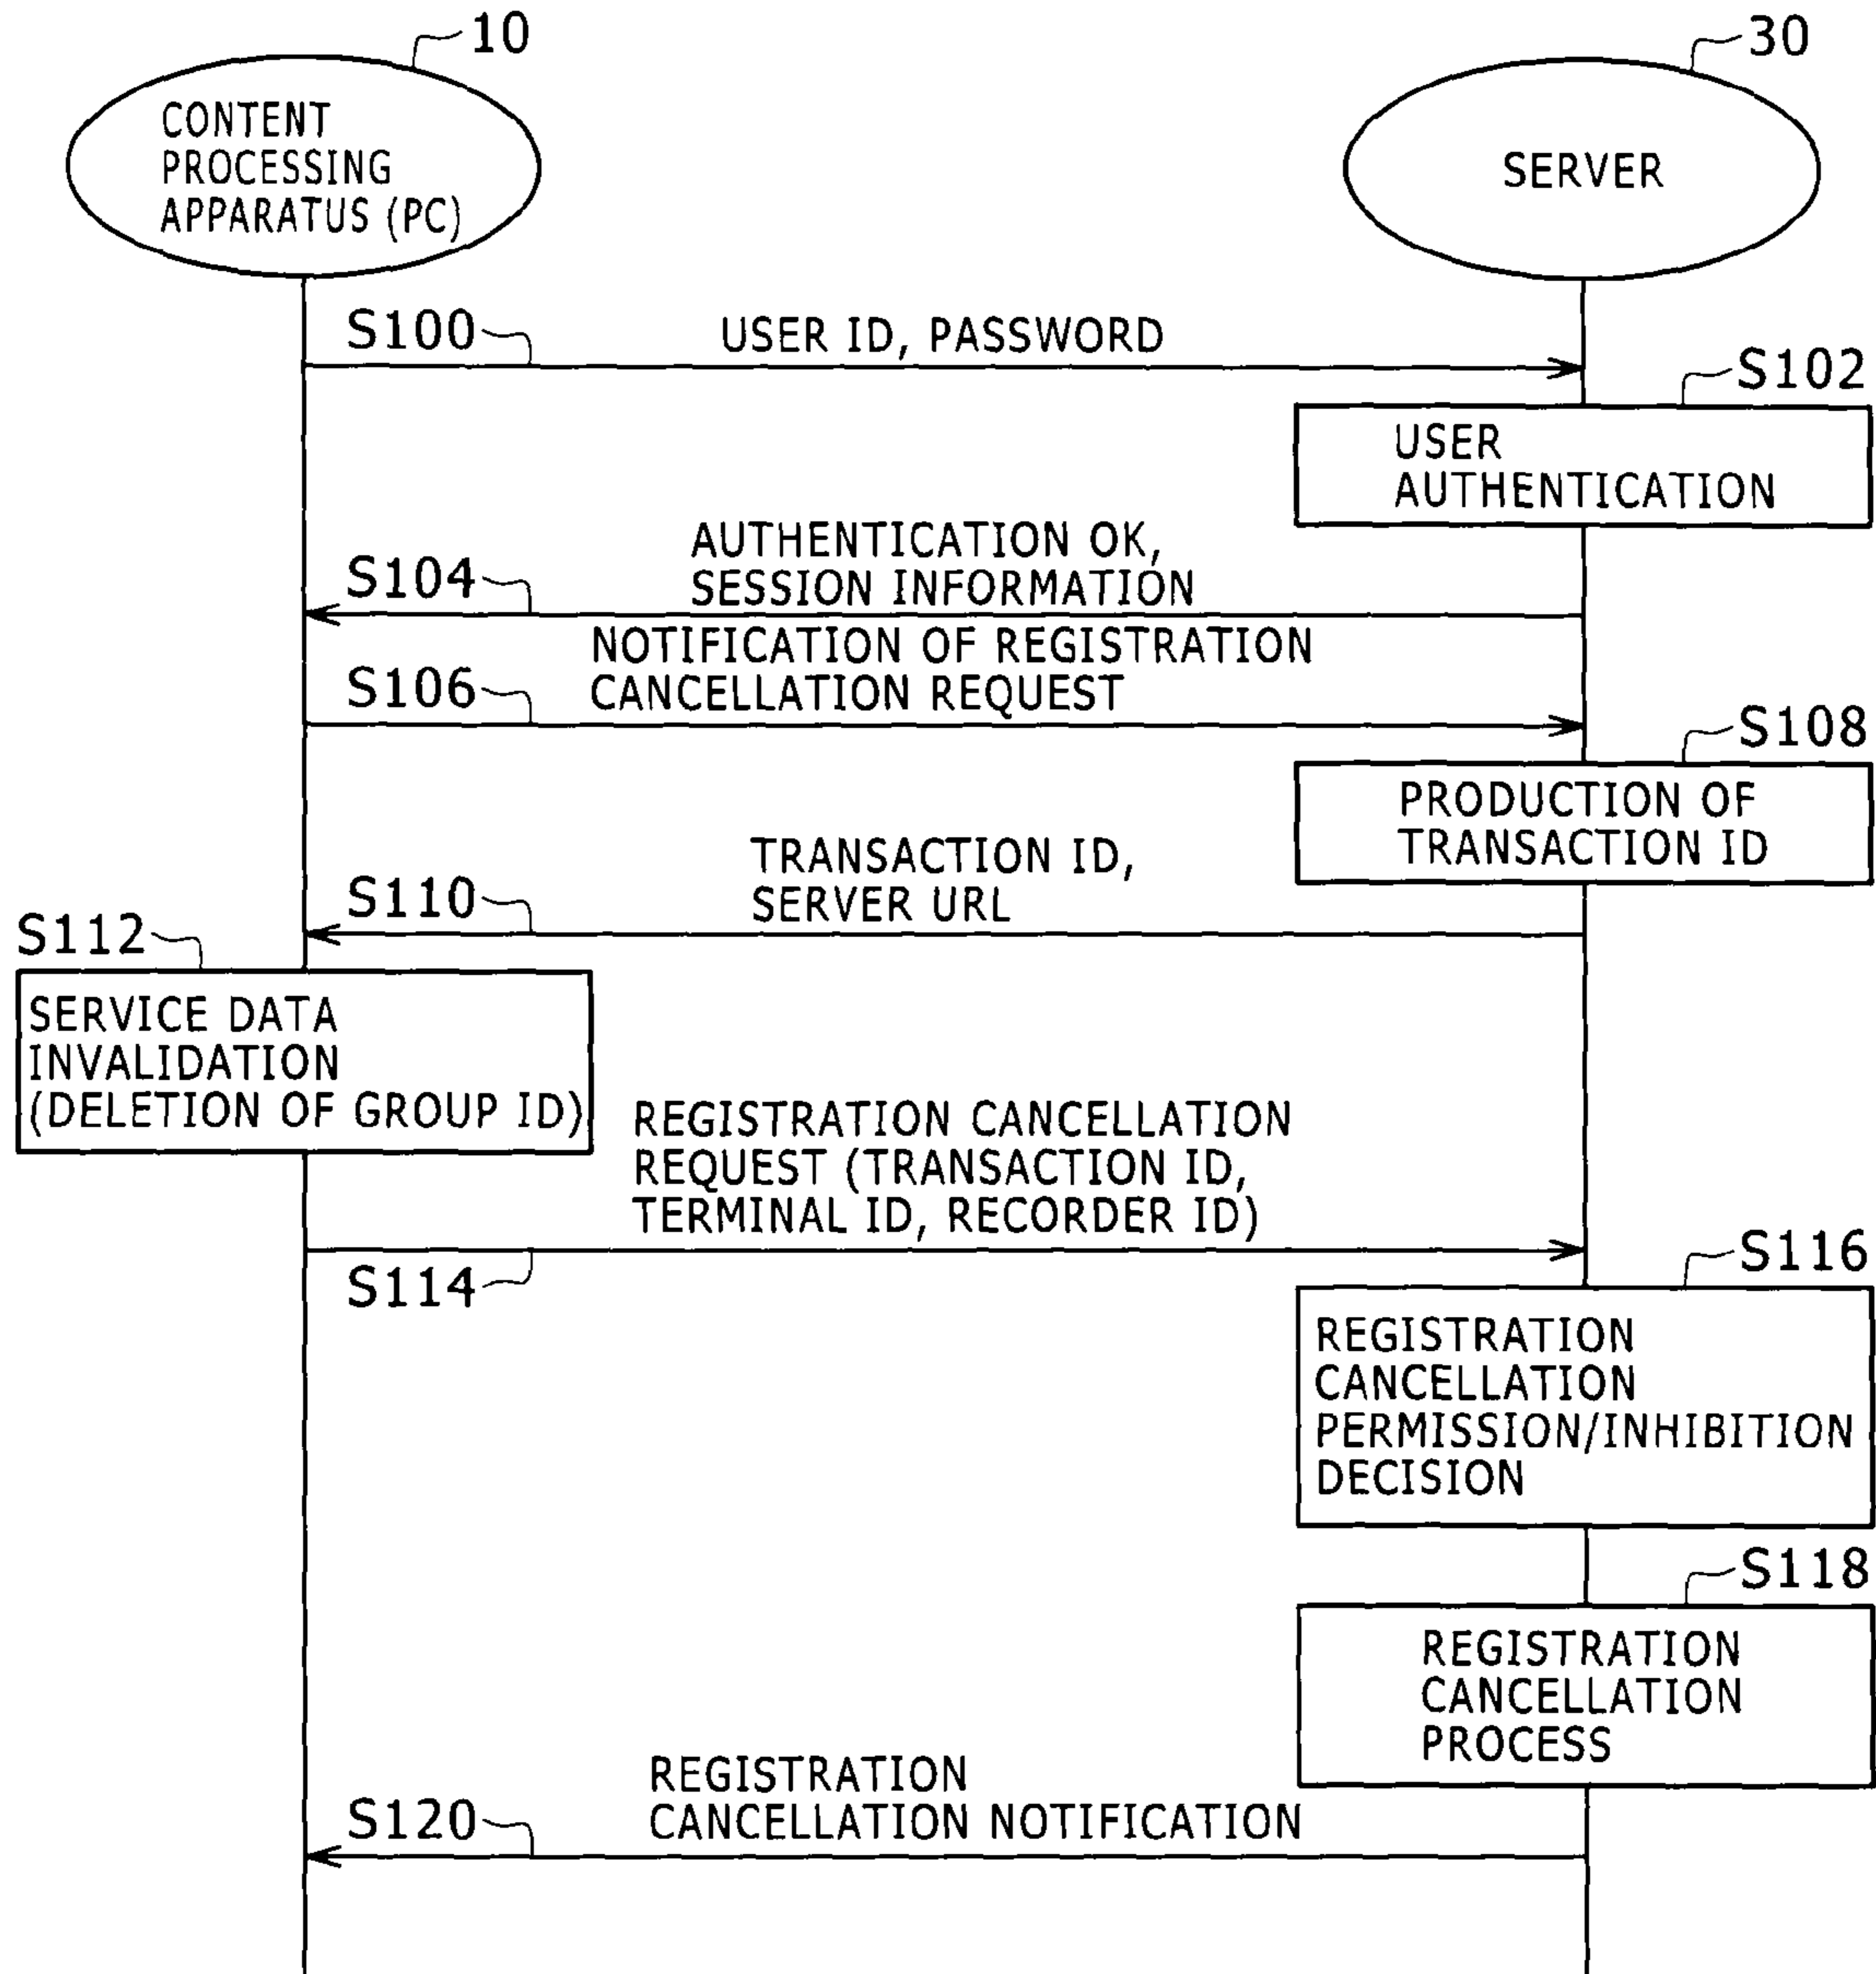 10
30
CONTENT
PROCESSING
APPARATUS (PC)
SERVER
S100
USER ID, PASSWORD
S102
USER
AUTHENTICATION
AUTHENTICATION OK,
SESSION INFORMATION
S104
NOTIFICATION OF REGISTRATION
CANCELLATION REQUEST
S106
S108
PRODUCTION OF
TRANSACTION ID
TRANSACTION ID,
SERVER URL
S110
S112
SERVICE DATA
INVALIDATION
(DELETION OF GROUP ID)
REGISTRATION CANCELLATION
REQUEST (TRANSACTION ID,
TERMINAL ID, RECORDER ID)
S114
S116
REGISTRATION
CANCELLATION
PERMISSION/INHIBITION
DECISION
S118
REGISTRATION
CANCELLATION
PROCESS
REGISTRATION
CANCELLATION NOTIFICATION
S120